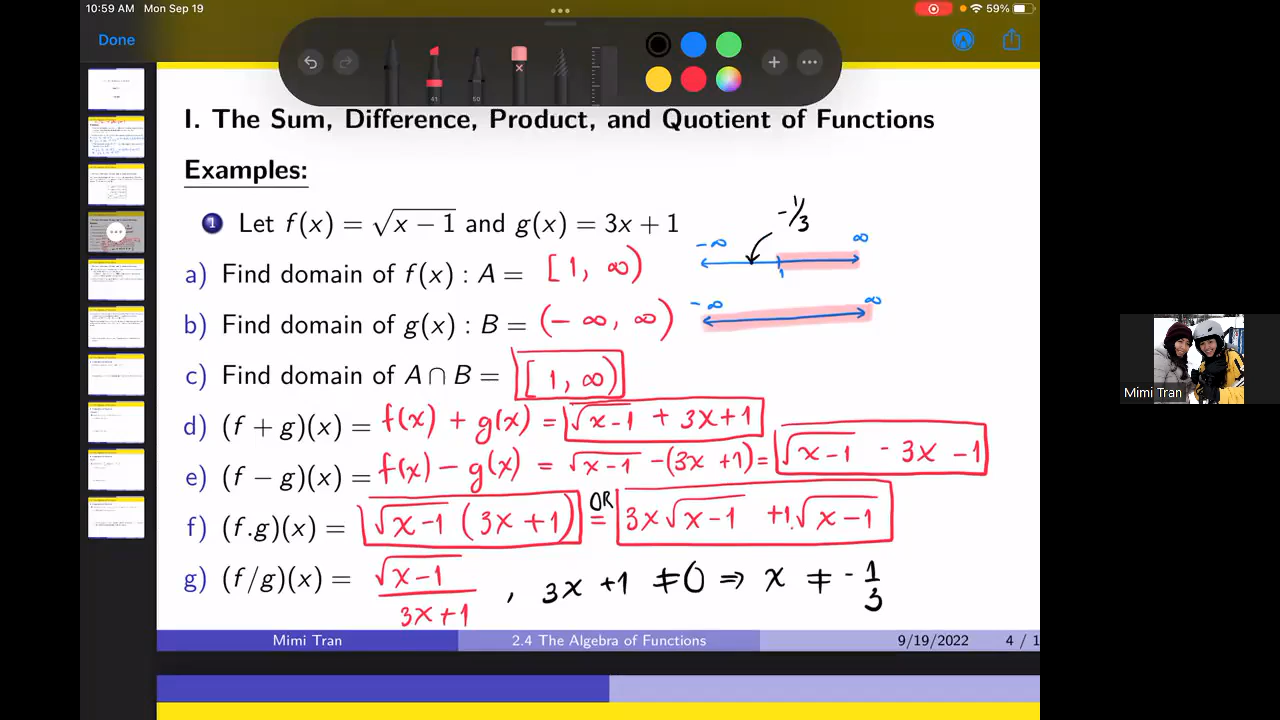 10:59 AM Mon Sep 19
59%
Done
41
50
I. The Sum, Difference, Product, and Quotient of Functions
Examples:
1 Let f(x) = √(x − 1) and g(x) = 3x + 1
-1/3
-∞ ∞
1
a) Find domain of f(x) : A = [1, ∞)
-∞ ∞
b) Find domain of g(x) : B = (-∞, ∞)
c) Find domain of A ∩ B = [1, ∞)
d) (f + g)(x) = f(x) + g(x) = √(x-1) + 3x+1
e) (f − g)(x) = f(x) - g(x) = √(x-1) -(3x+1) = √(x-1) - 3x -1
f) (f.g)(x) = √(x-1) (3x+1) OR = 3x√(x-1) +1.√(x-1)
g) (f/g)(x) = √(x-1)/(3x+1) , 3x+1 ≠ 0 ⇒ x ≠ -1/3
Mimi Tran 2.4 The Algebra of Functions 9/19/2022 4 / 1
Mimi Tran